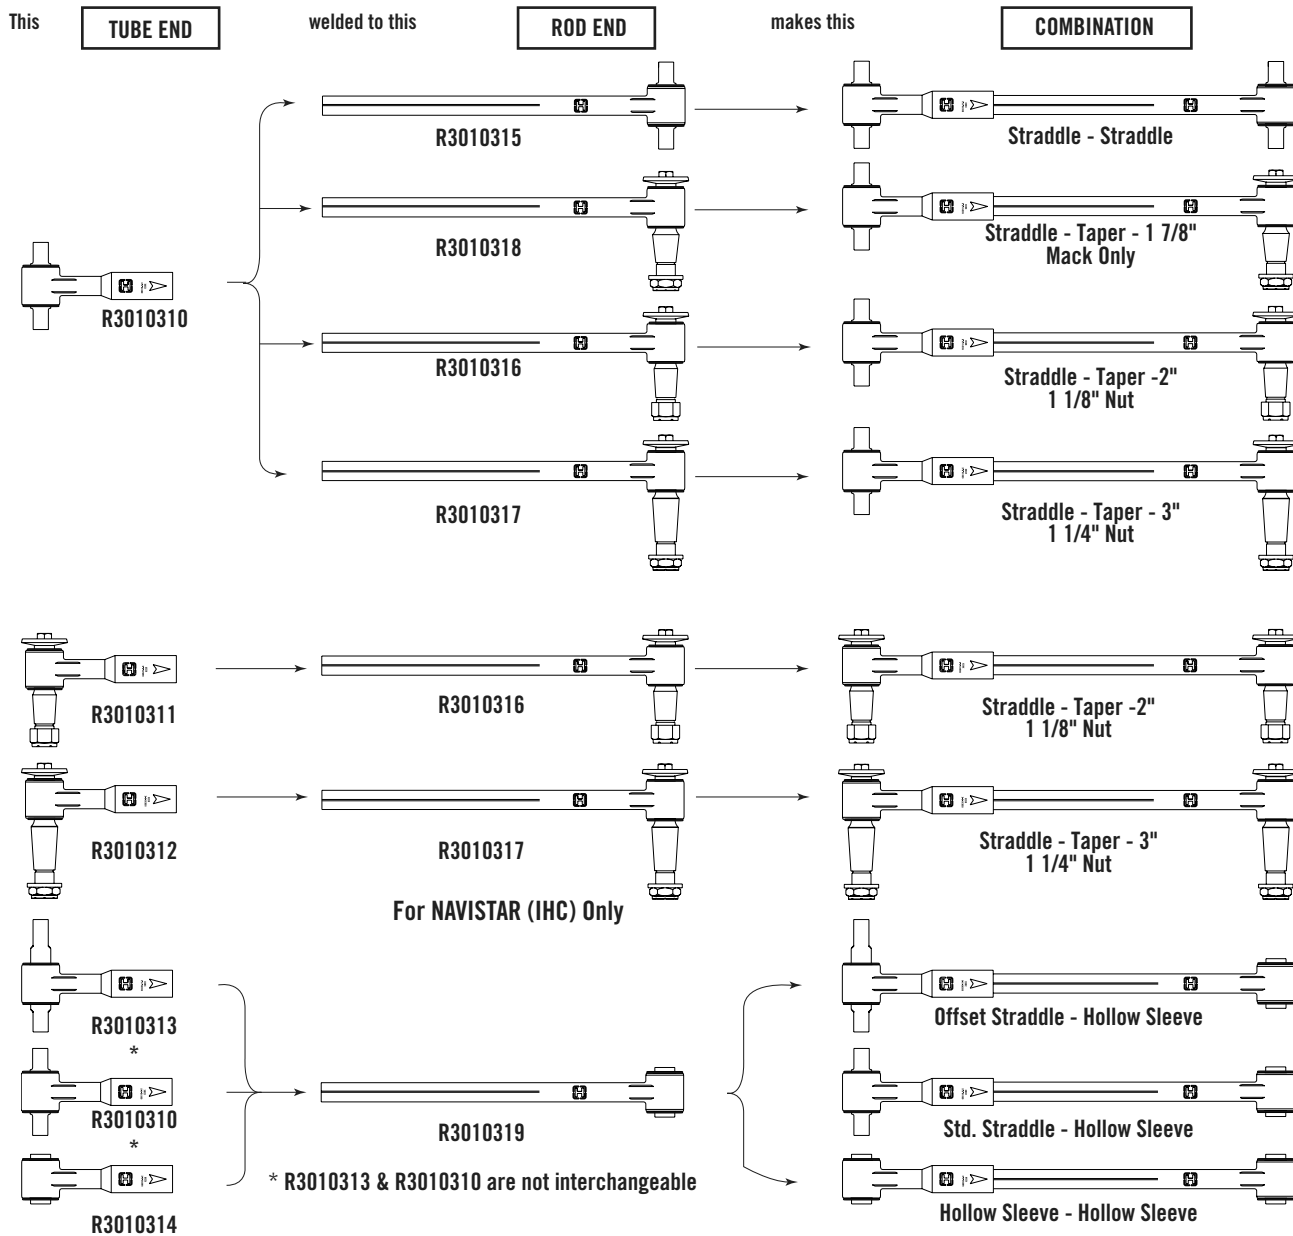 This
TUBE END
welded to this
ROD END
makes this
COMBINATION
R3010315
Straddle - Straddle
R3010318
Straddle - Taper - 1 7/8"
Mack Only
R3010310
R3010316
Straddle - Taper -2"
1 1/8" Nut
R3010317
Straddle - Taper - 3"
1 1/4" Nut
R3010311
R3010316
Straddle - Taper -2"
1 1/8" Nut
R3010312
R3010317
Straddle - Taper - 3"
1 1/4" Nut
For NAVISTAR (IHC) Only
R3010313
*
Offset Straddle - Hollow Sleeve
R3010310
*
R3010319
Std. Straddle - Hollow Sleeve
* R3010313 & R3010310 are not interchangeable
R3010314
Hollow Sleeve - Hollow Sleeve